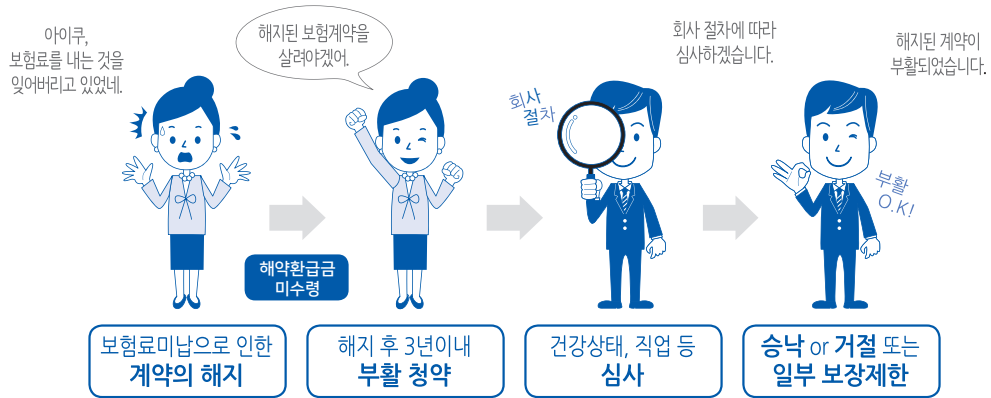 아이쿠,
보험료를 내는 것을
잊어버리고 있었네.
해지된 보험계약을
살려야겠어.
회사 절차에 따라
심사하겠습니다.
해지된 계약이
부활되었습니다.
회사
절차
부활
O.K!
해약환급금
미수령
보험료미납으로 인한
계약의 해지
해지 후 3년이내
부활 청약
건강상태, 직업 등
심사
승낙 or 거절 또는
일부 보장제한